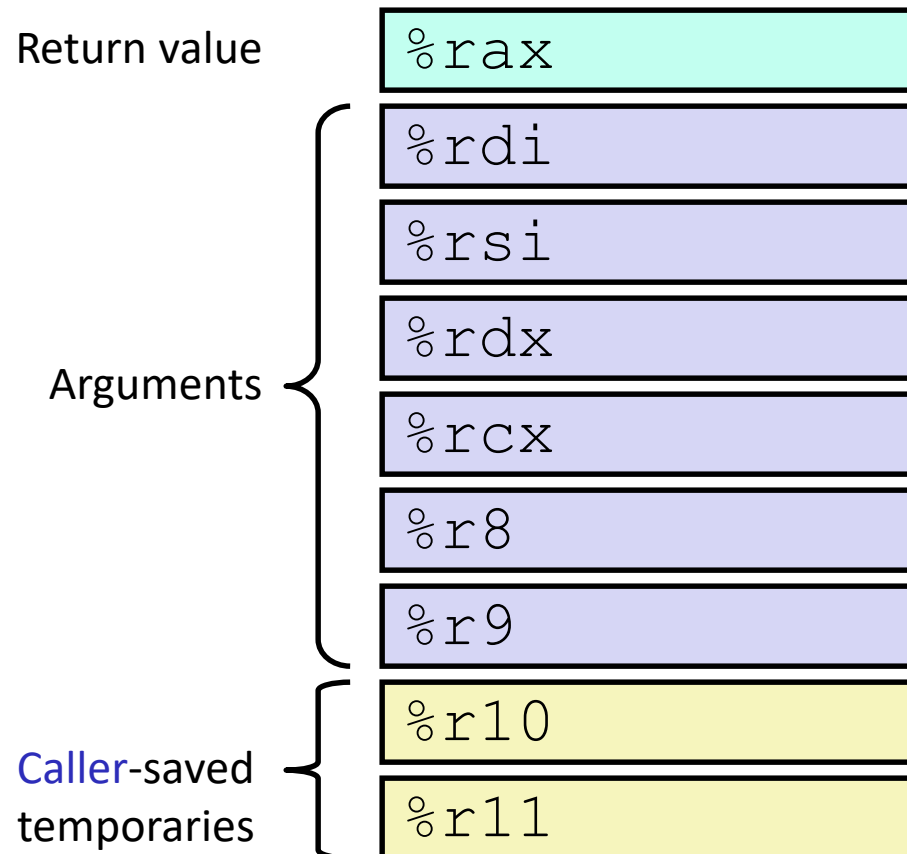 Return value
%rax
%rdi
%rsi
%rdx
Arguments
%rcx
%r8
%r9
%r10
Caller-saved
temporaries
%r11